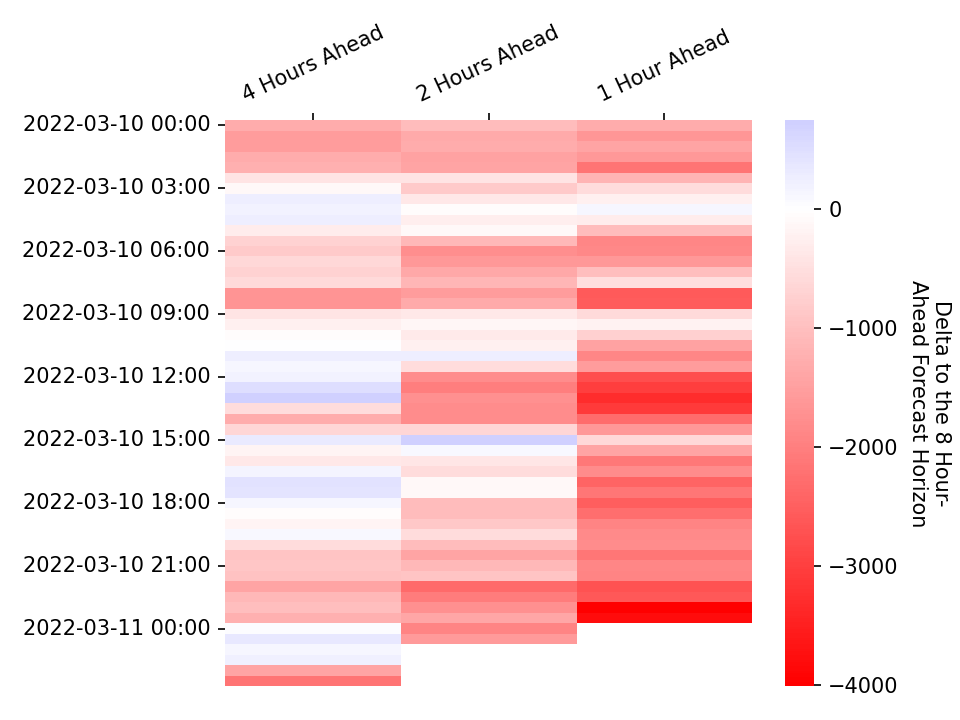 4 Hours Ahead
2 Hours Ahead
1 Hour Ahead
2022-03-10 00:00
2022-03-10 03:00
2022-03-10 06:00
2022-03-10 09:00
2022-03-10 12:00
2022-03-10 15:00
2022-03-10 18:00
2022-03-10 21:00
2022-03-11 00:00
0
−1000
−2000
−3000
−4000
Delta to the 8 Hour-
Ahead Forecast Horizon